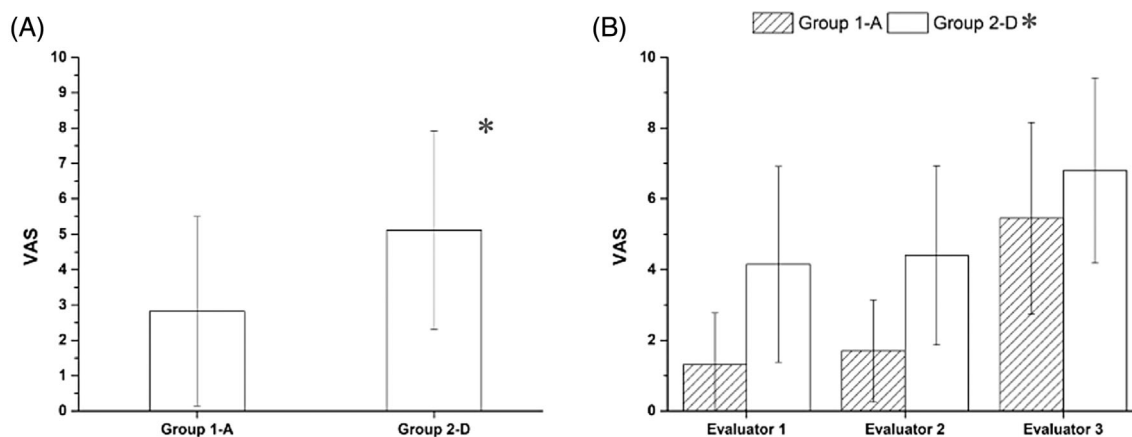 (A)
10
9
8
7
6
5
4
3
2
1
0
VAS
Group 1-A
Group 2-D
*
(B)
Group 1-A Group 2-D *
10
8
6
4
2
0
VAS
Evaluator 1
Evaluator 2
Evaluator 3